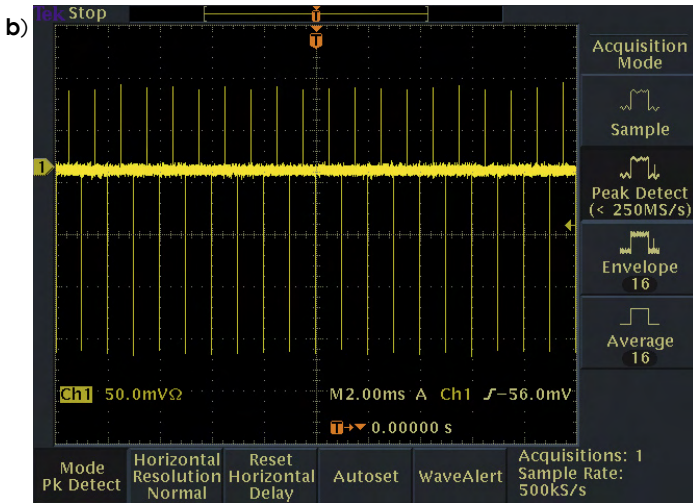 b)
Tek Stop
T
1
Acquisition
Mode
Sample
Peak Detect
(< 250MS/s)
Envelope
16
Average
16
Ch1 50.0mVΩ M2.00ms A Ch1 -56.0mV
T 0.00000 s
Mode
Pk Detect
Horizontal
Resolution
Normal
Reset
Horizontal
Delay
Autoset
WaveAlert
Acquisitions: 1
Sample Rate:
500kS/s